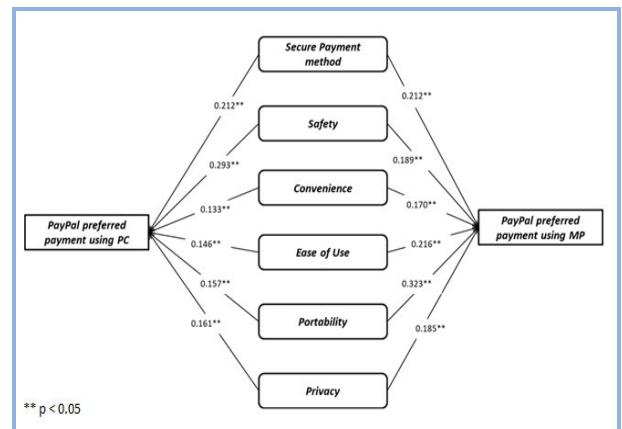 Secure Payment
method
0.212**
0.212**
Safety
0.293**
0.189**
Convenience
0.133**
0.170**
PayPal preferred
payment using PC
PayPal preferred
payment using MP
0.146**
Ease of Use
0.216**
0.157**
0.323**
Portability
0.161**
0.185**
Privacy
** p < 0.05